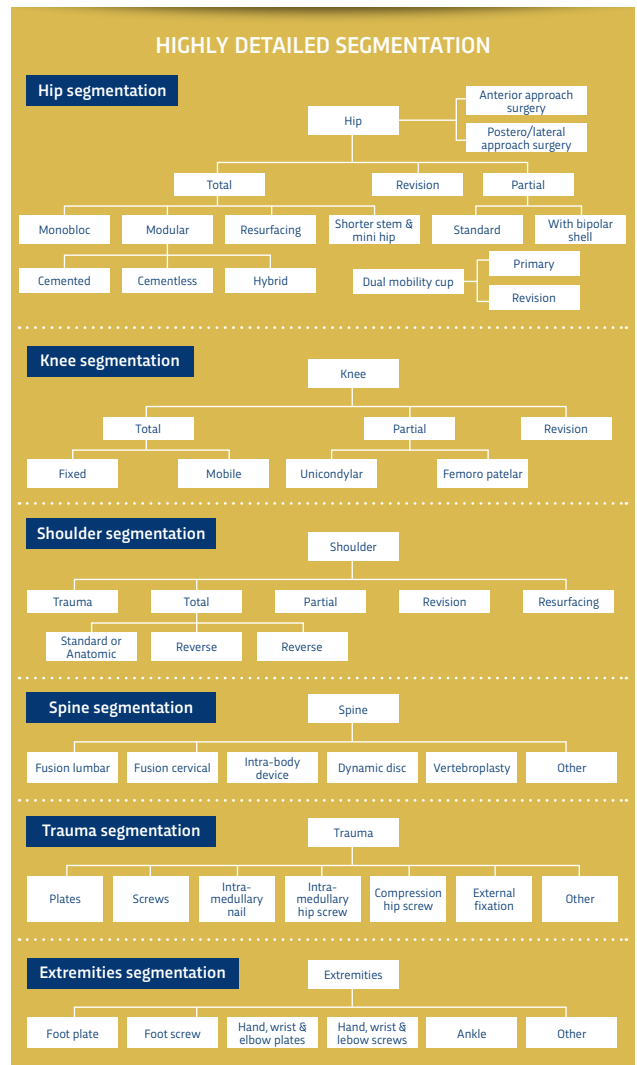 HIGHLY DETAILED SEGMENTATION
Hip segmentation
Hip
Anterior approach
surgery
Postero/lateral
approach surgery
Total
Revision
Partial
Monobloc
Modular
Resurfacing
Shorter stem &
mini hip
Standard
With bipolar
shell
Cemented
Cementless
Hybrid
Dual mobility cup
Primary
Revision
Knee segmentation
Knee
Total
Partial
Revision
Fixed
Mobile
Unicondylar
Femoro patelar
Shoulder segmentation
Shoulder
Trauma
Total
Partial
Revision
Resurfacing
Standard or
Anatomic
Reverse
Reverse
Spine segmentation
Spine
Fusion lumbar
Fusion cervical
Intra-body
device
Dynamic disc
Vertebroplasty
Other
Trauma segmentation
Trauma
Plates
Screws
Intra-
medullary
nail
Intra-
medullary
hip screw
Compression
hip screw
External
fixation
Other
Extremities segmentation
Extremities
Foot plate
Foot screw
Hand, wrist &
elbow plates
Hand, wrist &
lebow screws
Ankle
Other